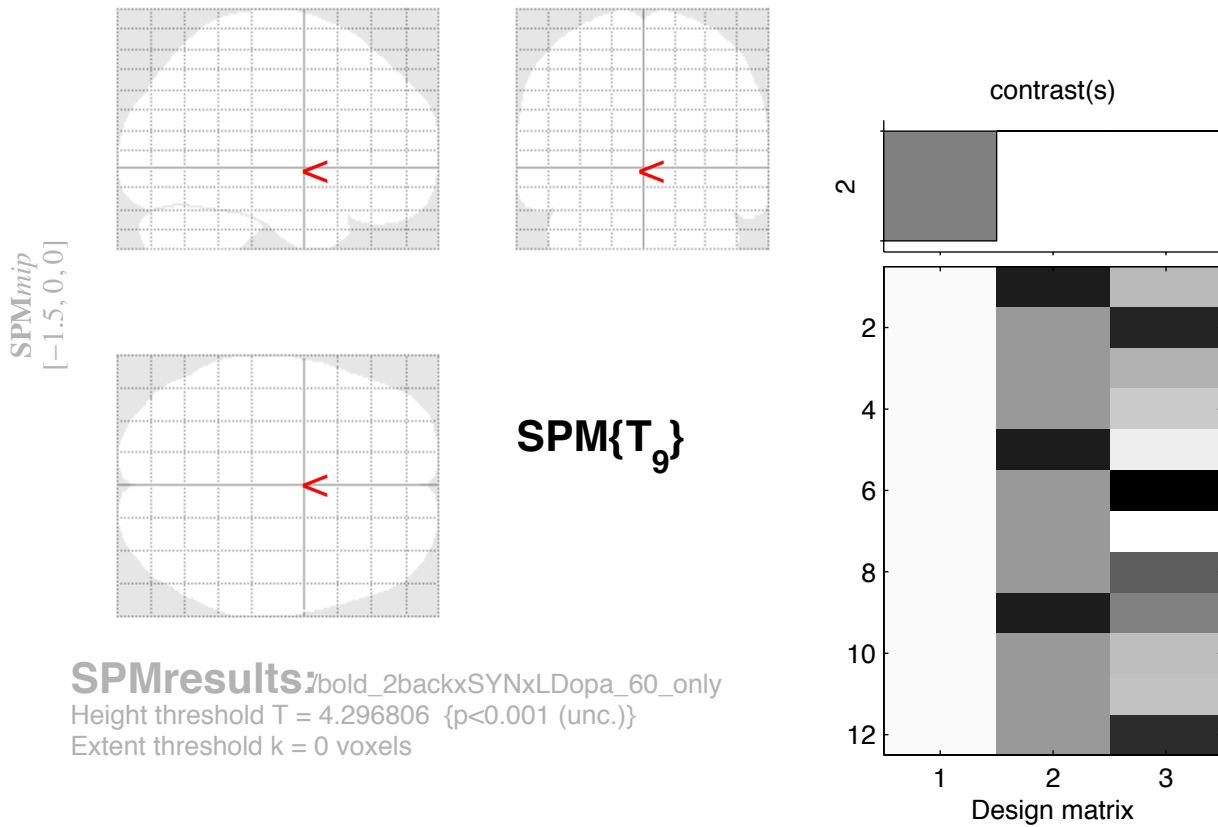 SPMmip
[−1.5, 0, 0]
<
<
<
SPM{T9}
SPMresults: /bold_2backxSYNxLDopa_60_only
Height threshold T = 4.296806 {p<0.001 (unc.)}
Extent threshold k = 0 voxels
contrast(s)
2
2
4
6
8
10
12
1 2 3
Design matrix